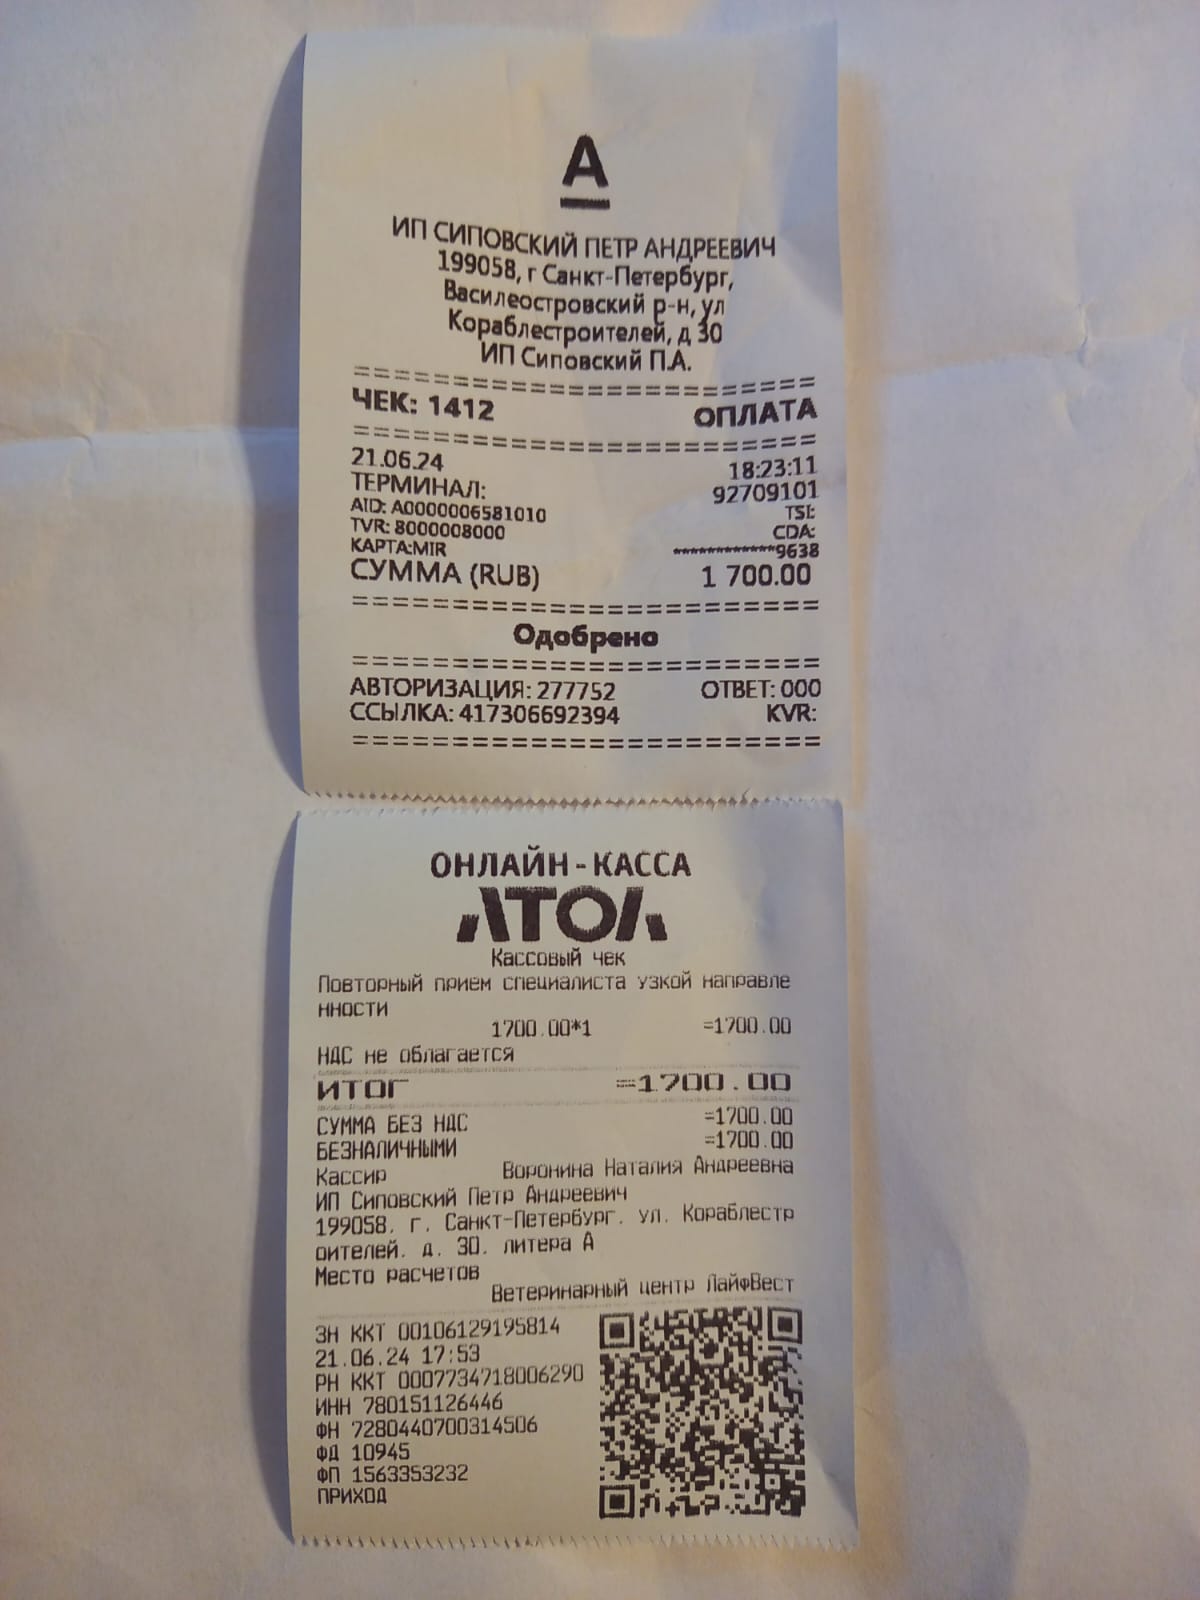 А
ИП СИПОВСКИЙ ПЕТР АНДРЕЕВИЧ
199058, г Санкт-Петербург,
Василеостровский р-н, ул
Кораблестроителей, д 30
ИП Сиповский П.А.
========================
ЧЕК: 1412 ОПЛАТА
========================
21.06.24 18:23:11
ТЕРМИНАЛ: 92709101
AID: A0000006581010 TSI:
TVR: 8000008000 CDA:
КАРТА:MIR ************9638
СУММА (RUB) 1 700.00
========================
Одобрено
========================
АВТОРИЗАЦИЯ: 277752 ОТВЕТ: 000
ССЫЛКА: 417306692394 KVR:
========================
ОНЛАЙН-КАССА
АТОЛ
Кассовый чек
Повторный прием специалиста узкой направле
нности
1700.00*1 =1700.00
НДС не облагается
ИТОГ =1700.00
СУММА БЕЗ НДС =1700.00
БЕЗНАЛИЧНЫМИ =1700.00
Кассир Воронина Наталия Андреевна
ИП Сиповский Петр Андреевич
199058. г. Санкт-Петербург. ул. Кораблестр
оителей. д. 30. литера А
Место расчетов
Ветеринарный центр ЛайфВест
ЗН ККТ 00106129195814
21.06.24 17:53
РН ККТ 0007734718006290
ИНН 780151126446
ФН 7280440700314506
ФД 10945
ФП 1563353232
ПРИХОД